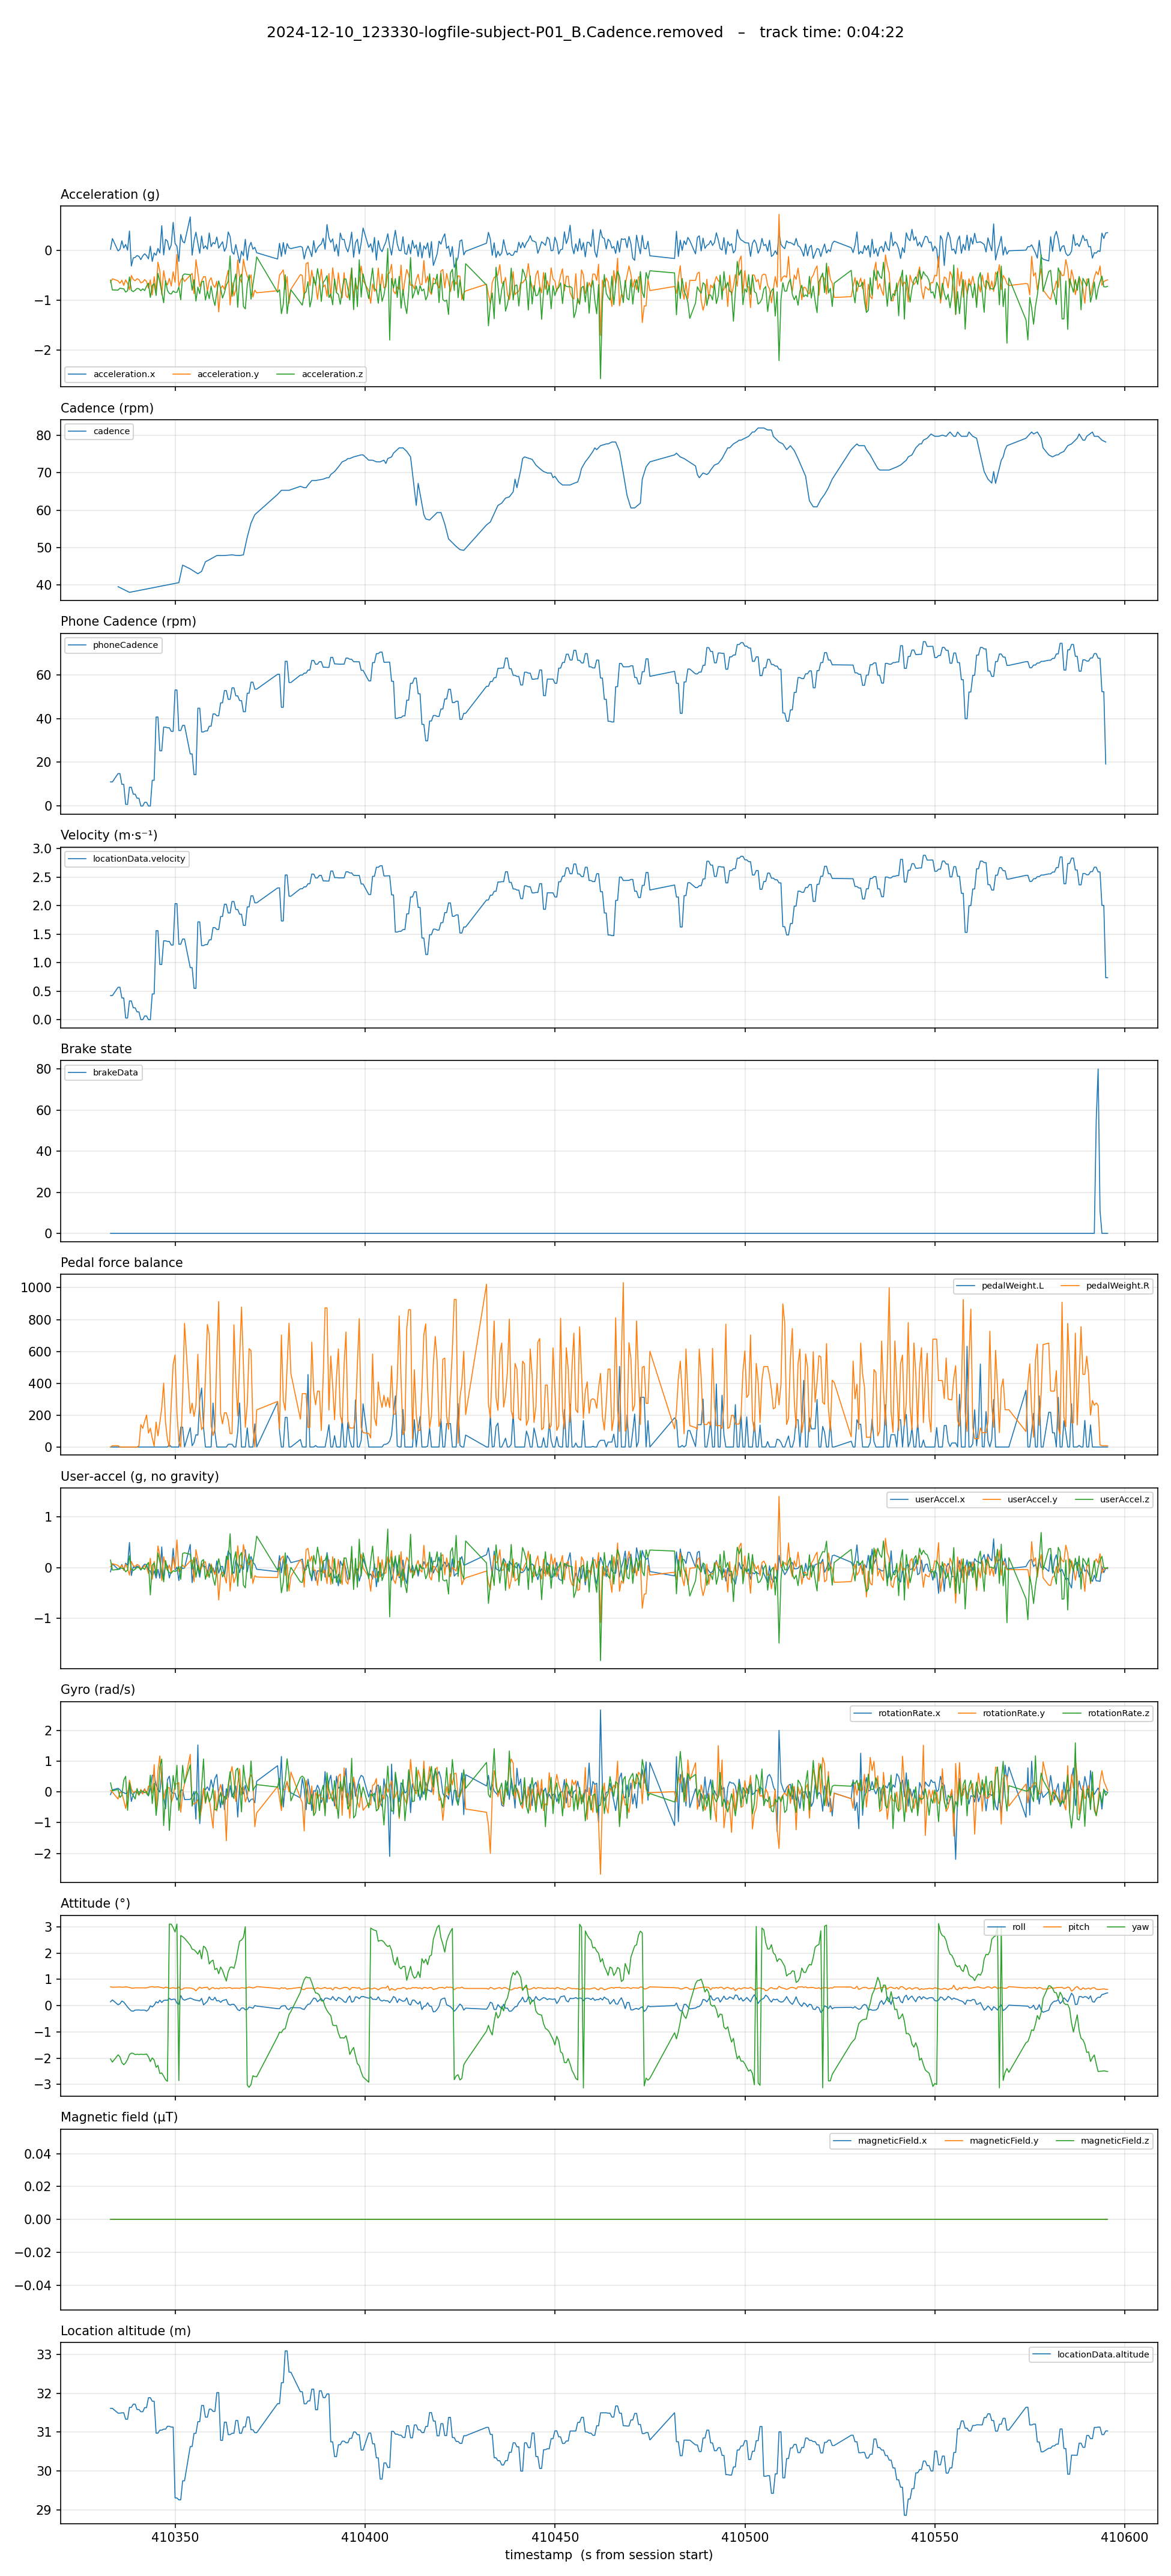 2024-12-10_123330-logfile-subject-P01_B.Cadence.removed – track time: 0:04:22
Acceleration (g)
0
−1
−2
acceleration.x acceleration.y acceleration.z
Cadence (rpm)
cadence
80
70
60
50
40
Phone Cadence (rpm)
phoneCadence
60
40
20
0
Velocity (m·s⁻¹)
locationData.velocity
3.0
2.5
2.0
1.5
1.0
0.5
0.0
Brake state
brakeData
80
60
40
20
0
Pedal force balance
pedalWeight.L pedalWeight.R
1000
800
600
400
200
0
User-accel (g, no gravity)
userAccel.x userAccel.y userAccel.z
1
0
−1
Gyro (rad/s)
rotationRate.x rotationRate.y rotationRate.z
2
1
0
−1
−2
Attitude (°)
roll pitch yaw
3
2
1
0
−1
−2
−3
Magnetic field (µT)
magneticField.x magneticField.y magneticField.z
0.04
0.02
0.00
−0.02
−0.04
Location altitude (m)
locationData.altitude
33
32
31
30
29
410350 410400 410450 410500 410550 410600
timestamp (s from session start)